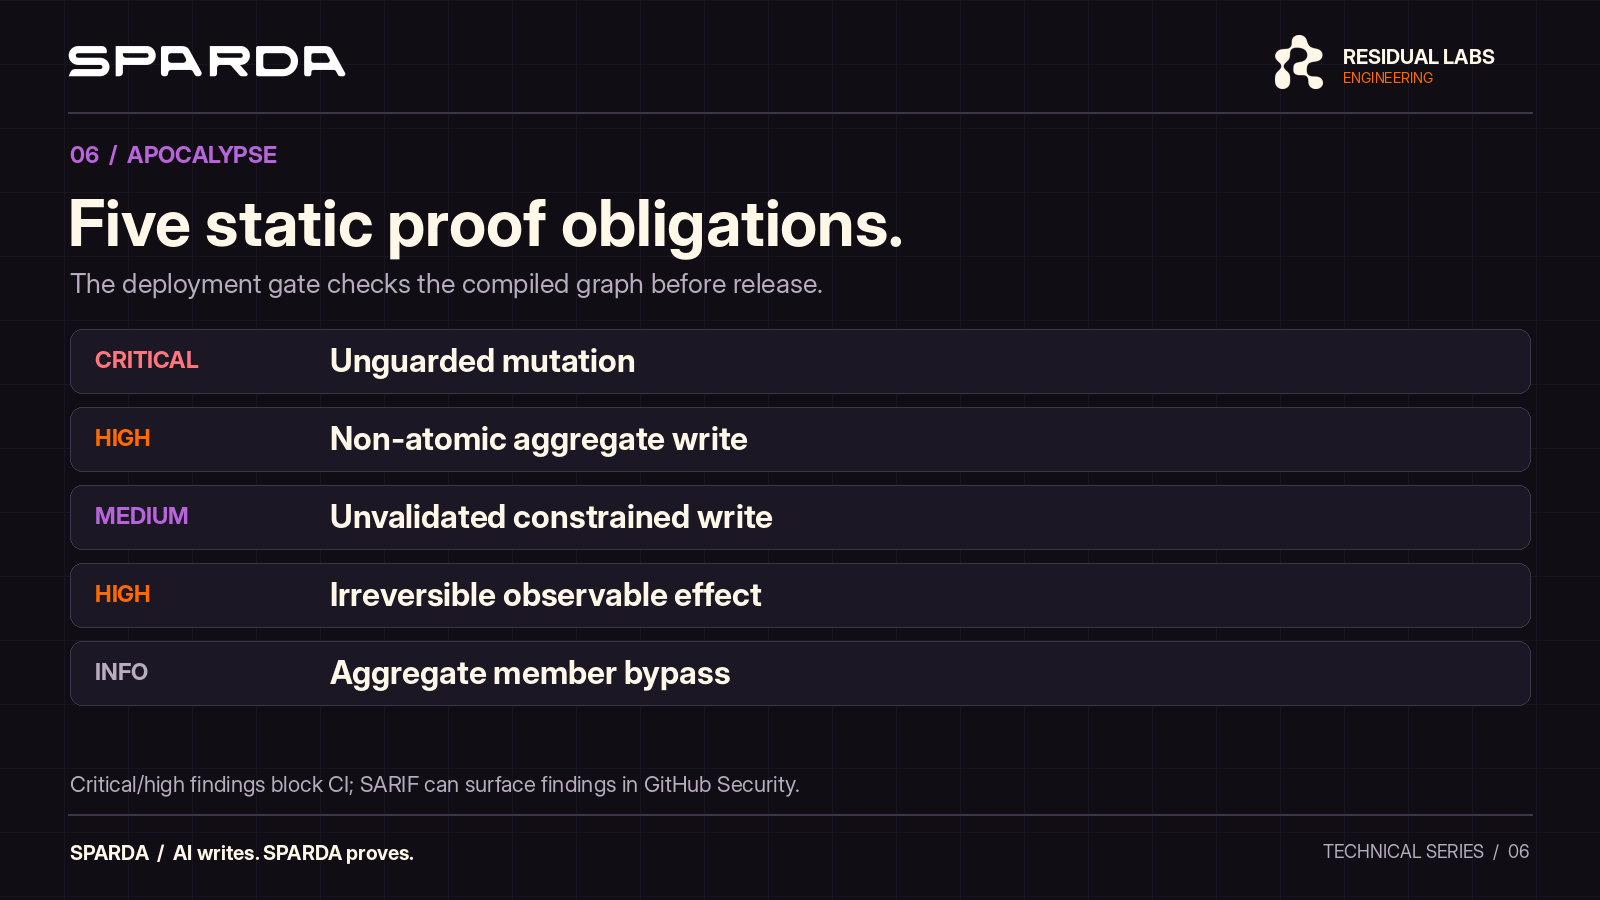 SPARDA
RESIDUAL LABS
ENGINEERING
06 / APOCALYPSE
Five static proof obligations.
The deployment gate checks the compiled graph before release.
CRITICAL Unguarded mutation
HIGH Non-atomic aggregate write
MEDIUM Unvalidated constrained write
HIGH Irreversible observable effect
INFO Aggregate member bypass
Critical/high findings block CI; SARIF can surface findings in GitHub Security.
SPARDA / AI writes. SPARDA proves.
TECHNICAL SERIES / 06